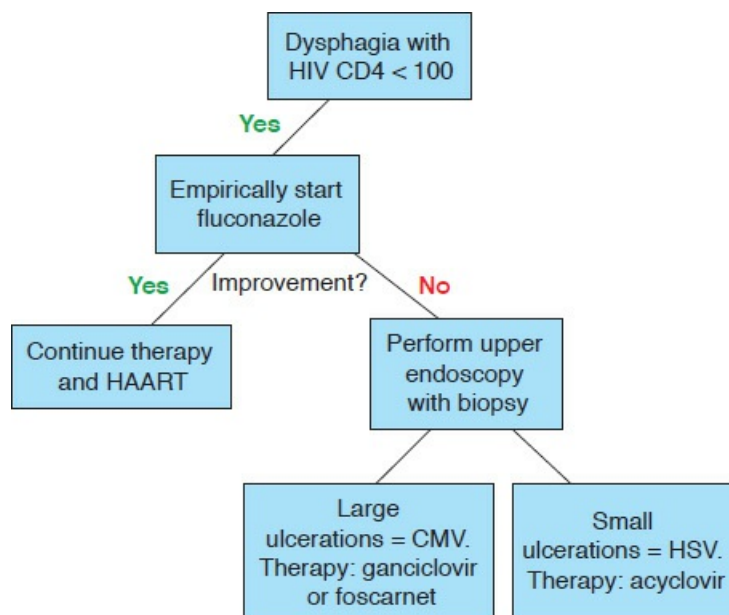 Dysphagia with
HIV CD4 < 100
Yes
Empirically start
fluconazole
Yes
Improvement?
No
Continue therapy
and HAART
Perform upper
endoscopy
with biopsy
Large
ulcerations = CMV.
Therapy: ganciclovir
or foscarnet
Small
ulcerations = HSV.
Therapy: acyclovir